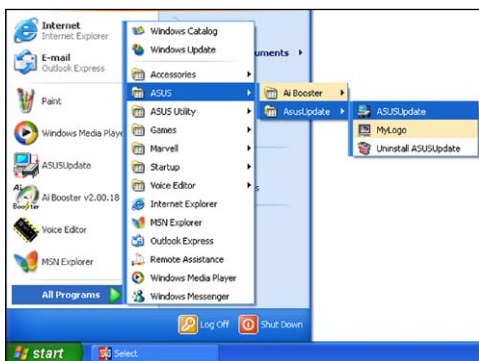 Internet
Internet Explorer
E-mail
Outlook Express
Paint
Windows Media Playe
ASUSUpdate
Ai Booster v2.00.18
Voice Editor
MSN Explorer
All Programs
Windows Catalog
Windows Update
Accessories
ASUS
ASUS Utility
Games
Marvell
Startup
Voice Editor
Internet Explorer
MSN Explorer
Outlook Express
Remote Assistance
Windows Media Player
Windows Messenger
uments
s
Ai Booster
AsusUpdate
ASUSUpdate
MyLogo
Uninstall ASUSUpdate
Log Off
Shut Down
start
Select